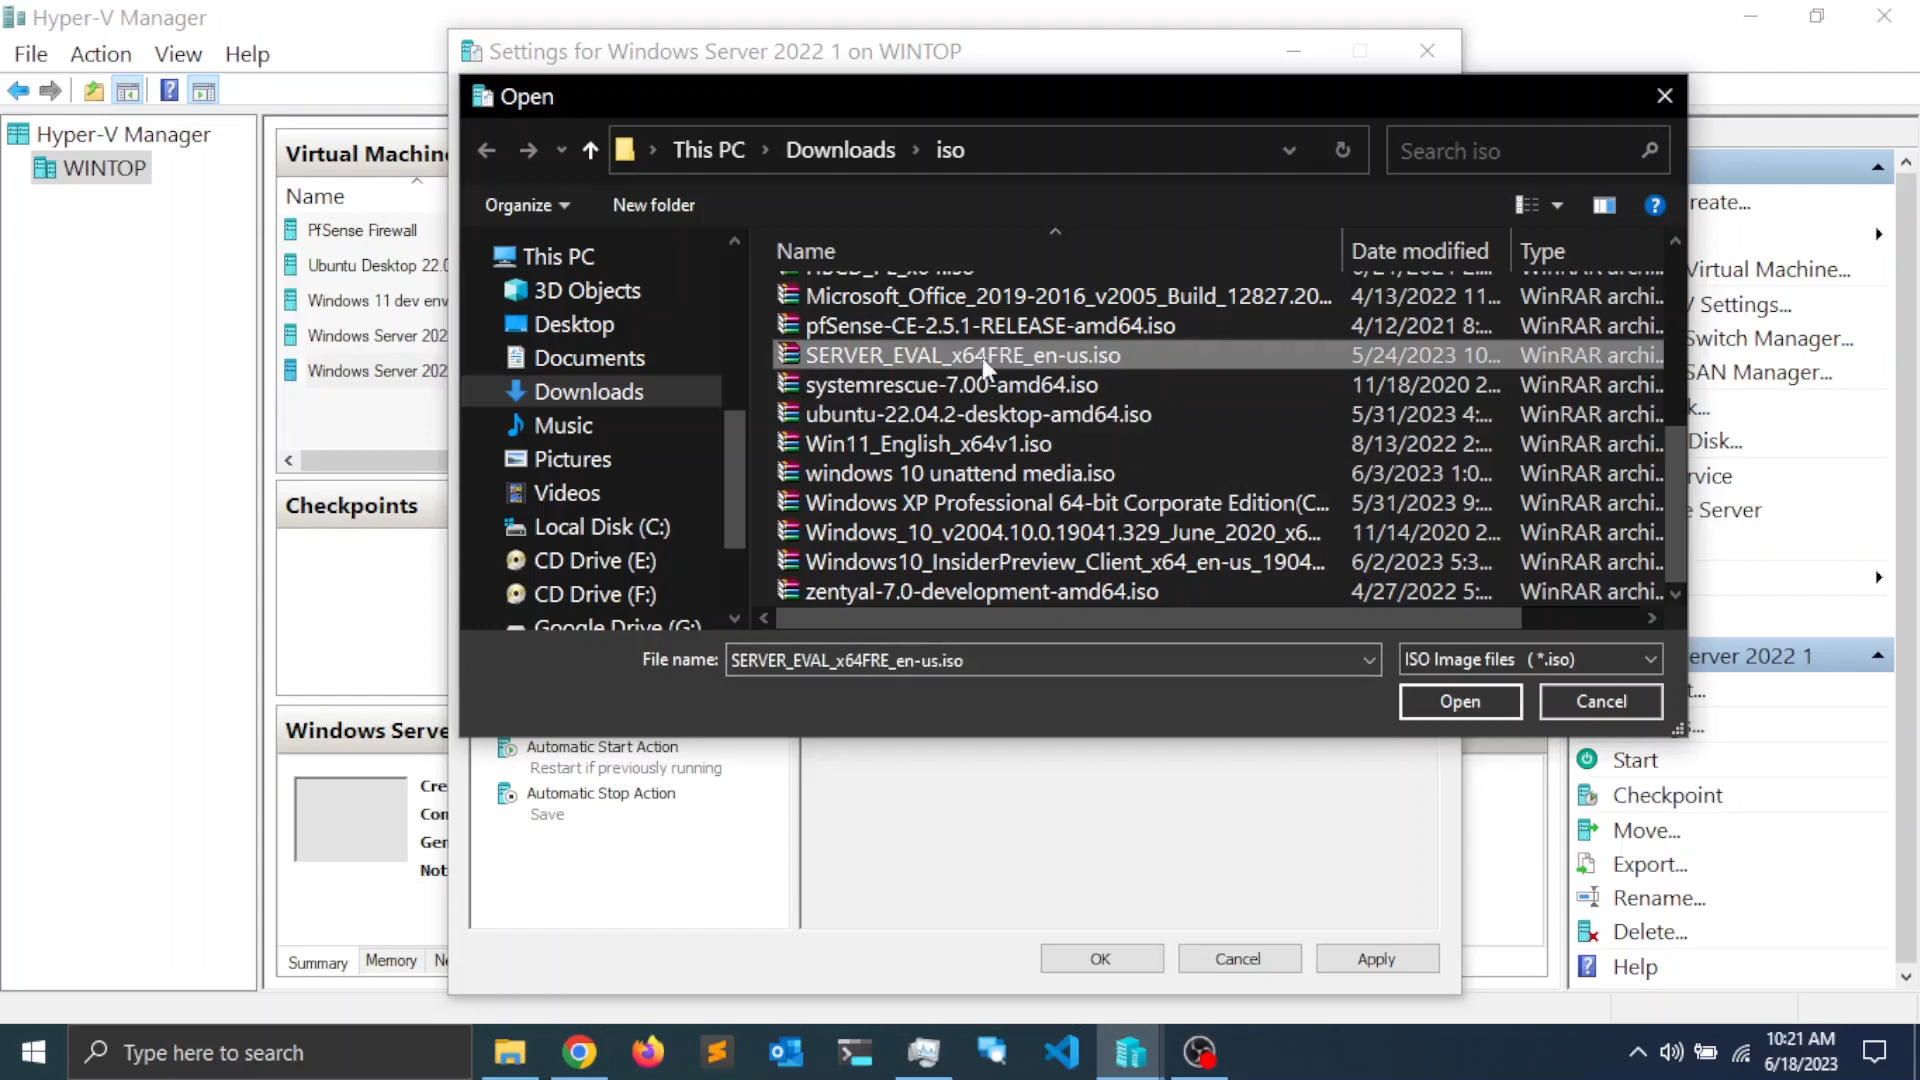 Hyper-V Manager
File Action View Help
Hyper-V Manager
WINTOP
Virtual Machin
Name
PfSense Firewall
Ubuntu Desktop 22.0
Windows 11 dev env
Windows Server 202
Windows Server 202
Checkpoints
Windows Serve
Cre
Con
Ger
Not
Summary Memory Ne
Settings for Windows Server 2022 1 on WINTOP
Open
This PC Downloads iso
Search iso
Organize New folder
This PC
3D Objects
Desktop
Documents
Downloads
Music
Pictures
Videos
Local Disk (C:)
CD Drive (E:)
CD Drive (F:)
Google Drive (G:)
Name Date modified Type
Microsoft_Office_2019-2016_v2005_Build_12827.20... 4/13/2022 11... WinRAR archi...
pfSense-CE-2.5.1-RELEASE-amd64.iso 4/12/2021 8:... WinRAR archi...
SERVER_EVAL_x64FRE_en-us.iso 5/24/2023 10... WinRAR archi...
systemrescue-7.00-amd64.iso 11/18/2020 2... WinRAR archi...
ubuntu-22.04.2-desktop-amd64.iso 5/31/2023 4:... WinRAR archi...
Win11_English_x64v1.iso 8/13/2022 2:... WinRAR archi...
windows 10 unattend media.iso 6/3/2023 1:0... WinRAR archi...
Windows XP Professional 64-bit Corporate Edition(C... 5/31/2023 9:... WinRAR archi...
Windows_10_v2004.10.0.19041.329_June_2020_x6... 11/14/2020 2... WinRAR archi...
Windows10_InsiderPreview_Client_x64_en-us_1904... 6/2/2023 5:3... WinRAR archi...
zentyal-7.0-development-amd64.iso 4/27/2022 5:... WinRAR archi...
File name: SERVER_EVAL_x64FRE_en-us.iso ISO Image files (*.iso)
Open Cancel
Automatic Start Action
Restart if previously running
Automatic Stop Action
Save
OK Cancel Apply
reate...
Virtual Machine...
Settings...
Switch Manager...
SAN Manager...
k...
Disk...
rvice
e Server
erver 2022 1
Start
Checkpoint
Move...
Export...
Rename...
Delete...
Help
Type here to search
10:21 AM
6/18/2023